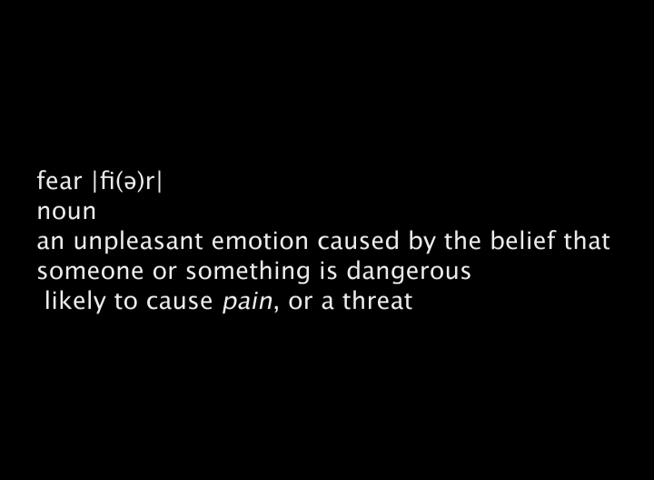 fear |fi(ə)r|
noun
an unpleasant emotion caused by the belief that
someone or something is dangerous
likely to cause pain, or a threat